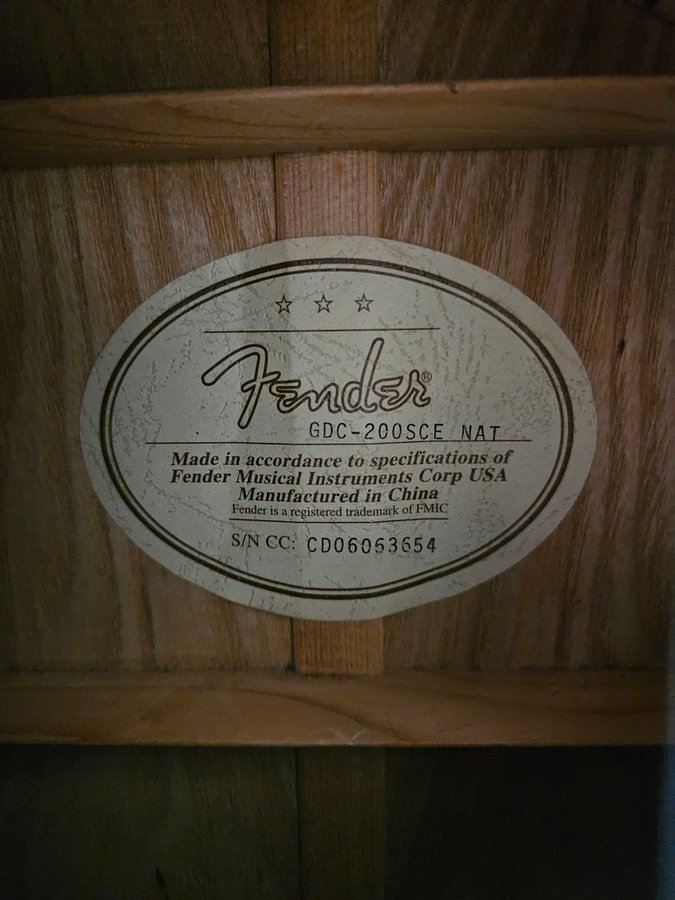 Fender®
GDC-200SCE NAT
Made in accordance to specifications of
Fender Musical Instruments Corp USA
Manufactured in China
Fender is a registered trademark of FMIC
S/N CC: CD06063654